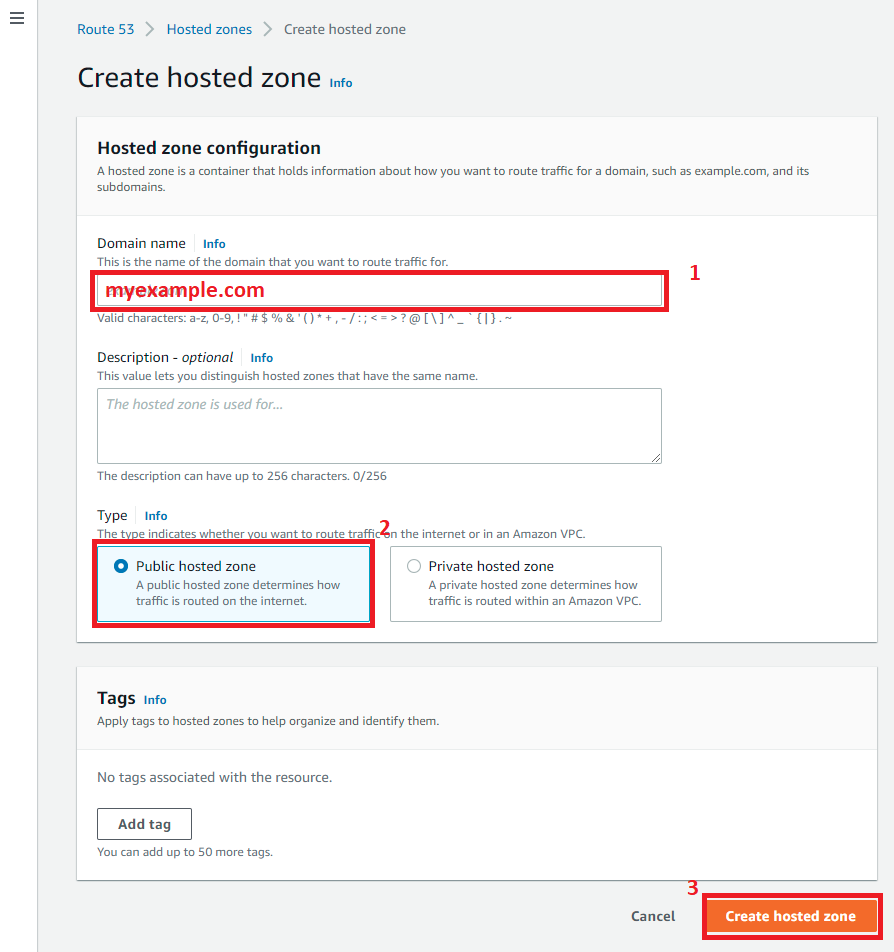 Route 53 > Hosted zones > Create hosted zone
Create hosted zone Info
Hosted zone configuration
A hosted zone is a container that holds information about how you want to route traffic for a domain, such as example.com, and its
subdomains.
Domain name Info
This is the name of the domain that you want to route traffic for.
1
myexample.com
Valid characters: a-z, 0-9, ! " # $ % & ' ( ) * + , - / : ; < = > ? @ [ \ ] ^ _ ` { | } . ~
Description - optional Info
This value lets you distinguish hosted zones that have the same name.
The hosted zone is used for...
The description can have up to 256 characters. 0/256
Type Info
2
The type indicates whether you want to route traffic on the internet or in an Amazon VPC.
Public hosted zone
A public hosted zone determines how
traffic is routed on the internet.
Private hosted zone
A private hosted zone determines how
traffic is routed within an Amazon VPC.
Tags Info
Apply tags to hosted zones to help organize and identify them.
No tags associated with the resource.
Add tag
You can add up to 50 more tags.
3
Cancel
Create hosted zone